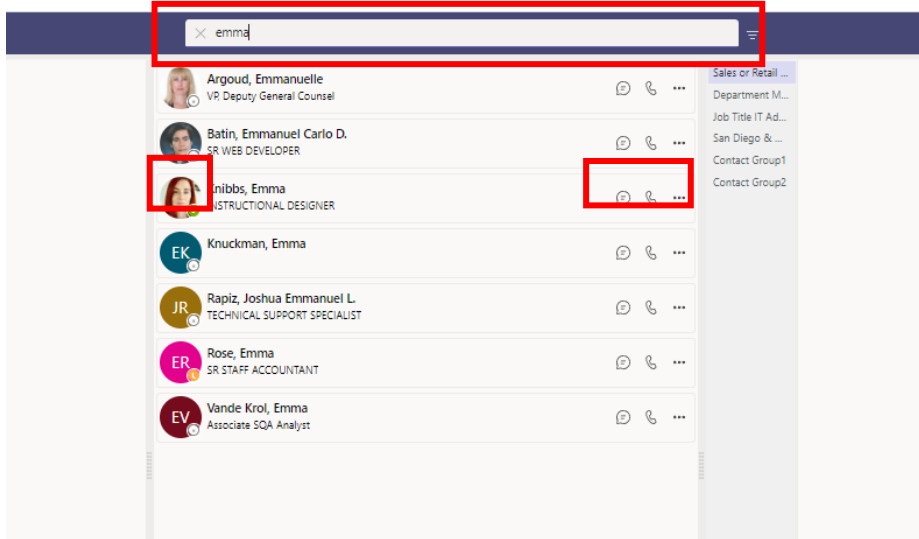 emma
Argoud, Emmanuelle
VP, Deputy General Counsel
Batin, Emmanuel Carlo D.
SR WEB DEVELOPER
Knibbs, Emma
INSTRUCTIONAL DESIGNER
EK
Knuckman, Emma
JR
Rapiz, Joshua Emmanuel L.
TECHNICAL SUPPORT SPECIALIST
ER
Rose, Emma
SR STAFF ACCOUNTANT
EV
Vande Krol, Emma
Associate SQA Analyst
Sales or Retail ...
Department M...
Job Title IT Ad...
San Diego & ...
Contact Group1
Contact Group2